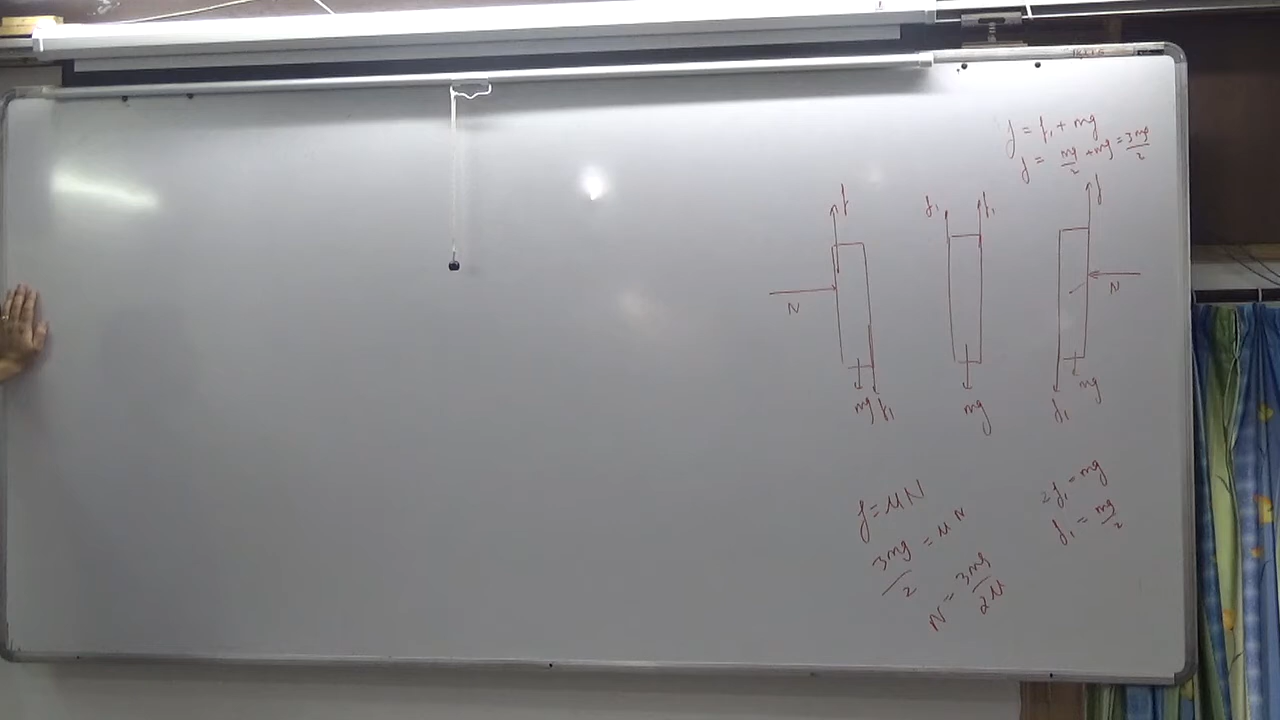 f = f₁ + mg
f = mg/2 + mg = 3mg/2
f
f₁ f₁
f
N
N
mg f₁
mg
f₁ mg
2f₁ = mg
f₁ = mg/2
f = μN
3mg/2 = μN
N = 3mg/2μ